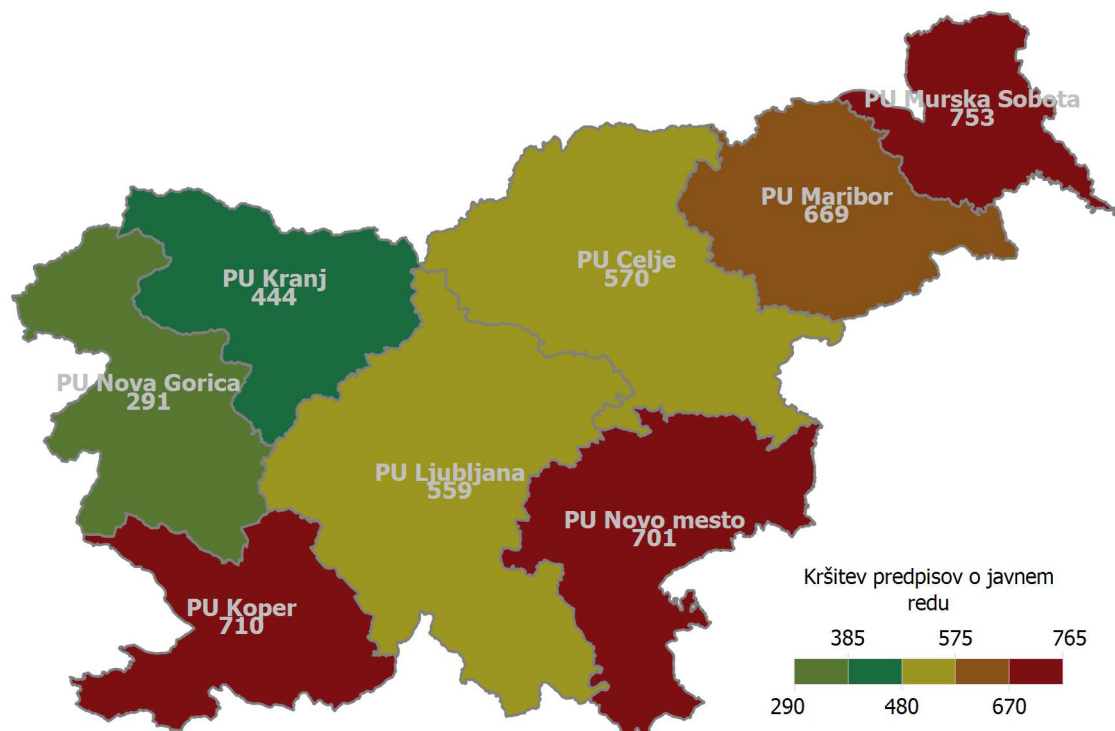 PU Murska Sobota
753
PU Maribor
669
PU Celje
570
PU Kranj
444
PU Nova Gorica
291
PU Ljubljana
559
PU Novo mesto
701
PU Koper
710
Kršitev predpisov o javnem
redu
385 575 765
290 480 670